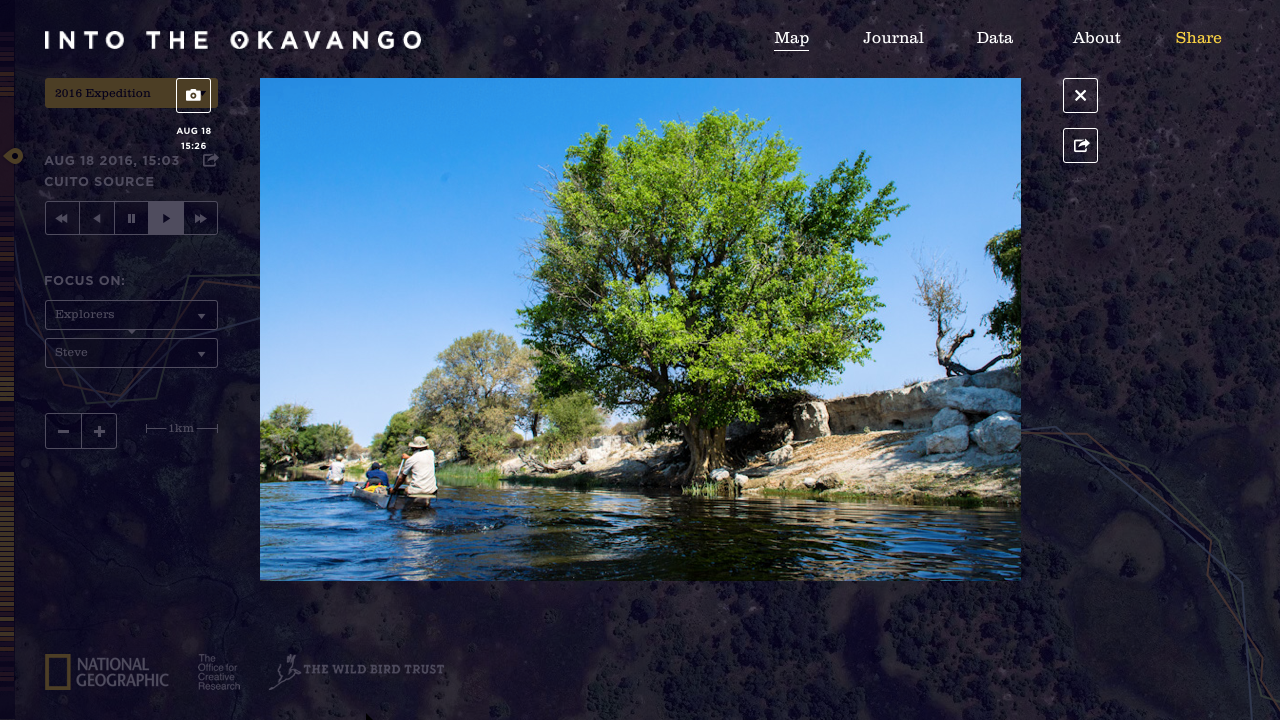 INTO THE OKAVANGO
Map
Journal
Data
About
Share
2016 Expedition
AUG 18
15:26
AUG 18 2016, 15:03
CUITO SOURCE
FOCUS ON:
Explorers
Steve
1km
NATIONAL
GEOGRAPHIC
The
Office for
Creative
Research
THE WILD BIRD TRUST